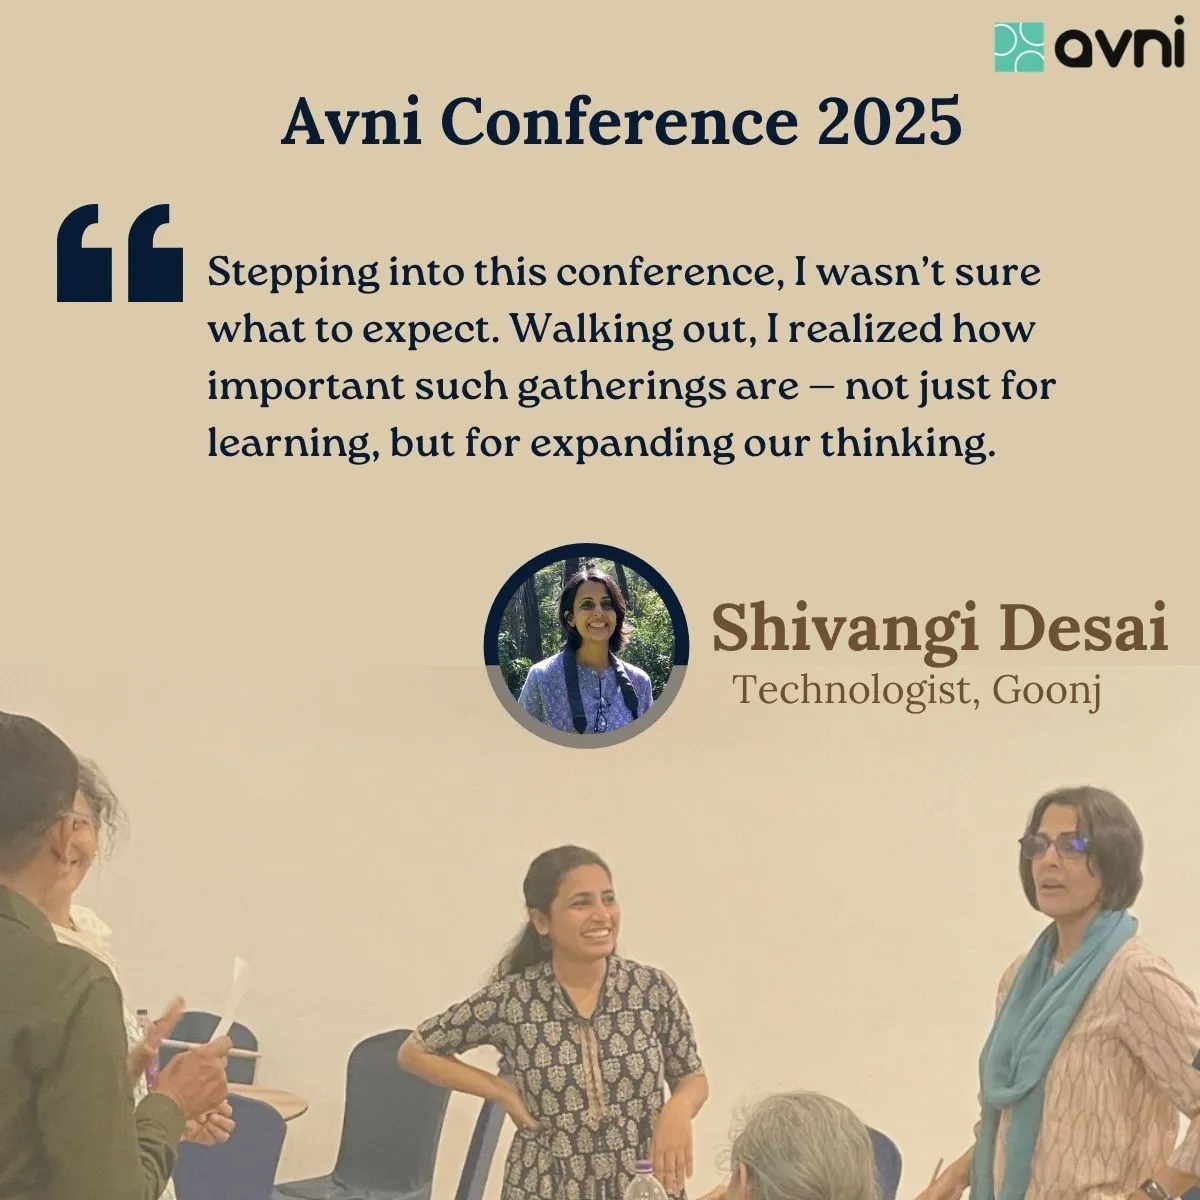 avni
Avni Conference 2025
“
Stepping into this conference, I wasn’t sure
what to expect. Walking out, I realized how
important such gatherings are – not just for
learning, but for expanding our thinking.
Shivangi Desai
Technologist, Goonj